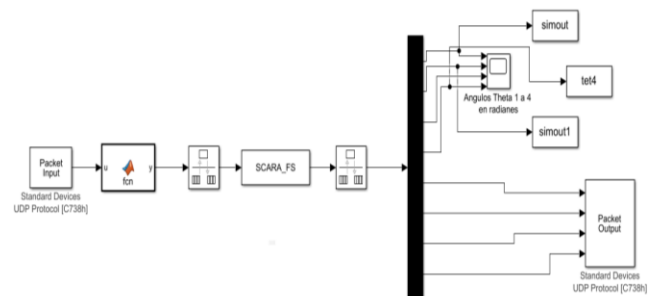 simout
tet4
Angulos Theta 1 a 4
en radianes
simout1
Packet
Input
u
y
fcn
SCARA_FS
Standard Devices
UDP Protocol [C738h]
Packet
Output
Standard Devices
UDP Protocol [C738h]